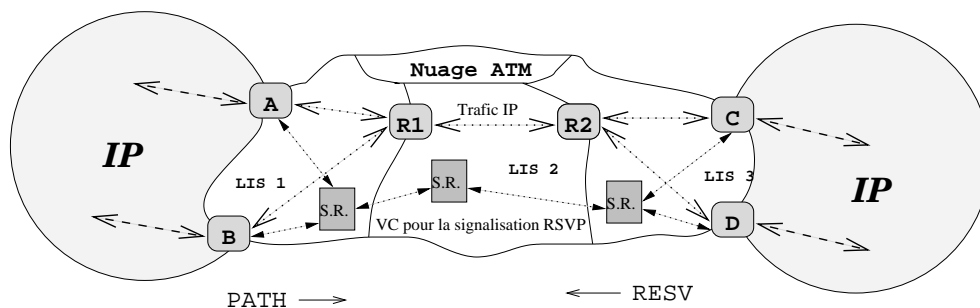 Nuage ATM
A
R1
Trafic IP
R2
C
IP
LIS 1
S.R.
S.R.
LIS 2
S.R.
LIS 3
IP
B
VC pour la signalisation RSVP
D
PATH
RESV